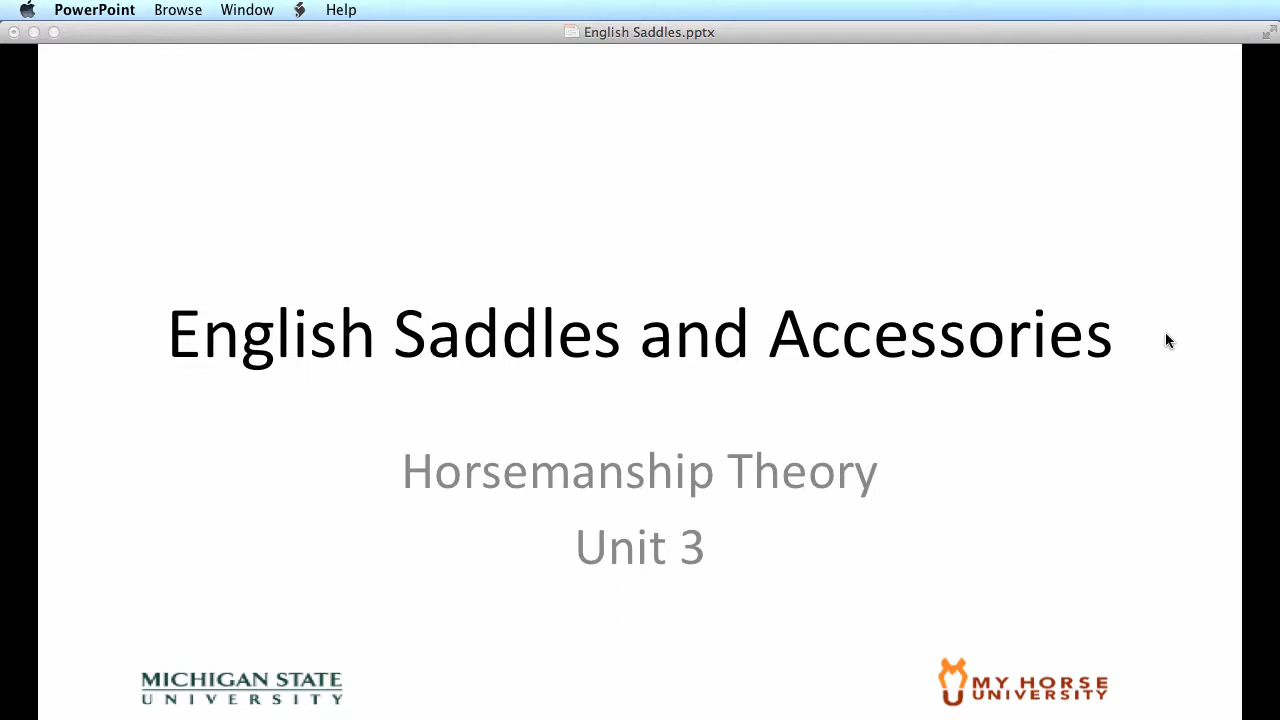 PowerPoint Browse Window Help
English Saddles.pptx
English Saddles and Accessories
Horsemanship Theory
Unit 3
MICHIGAN STATE
UNIVERSITY
MY HORSE
UNIVERSITY